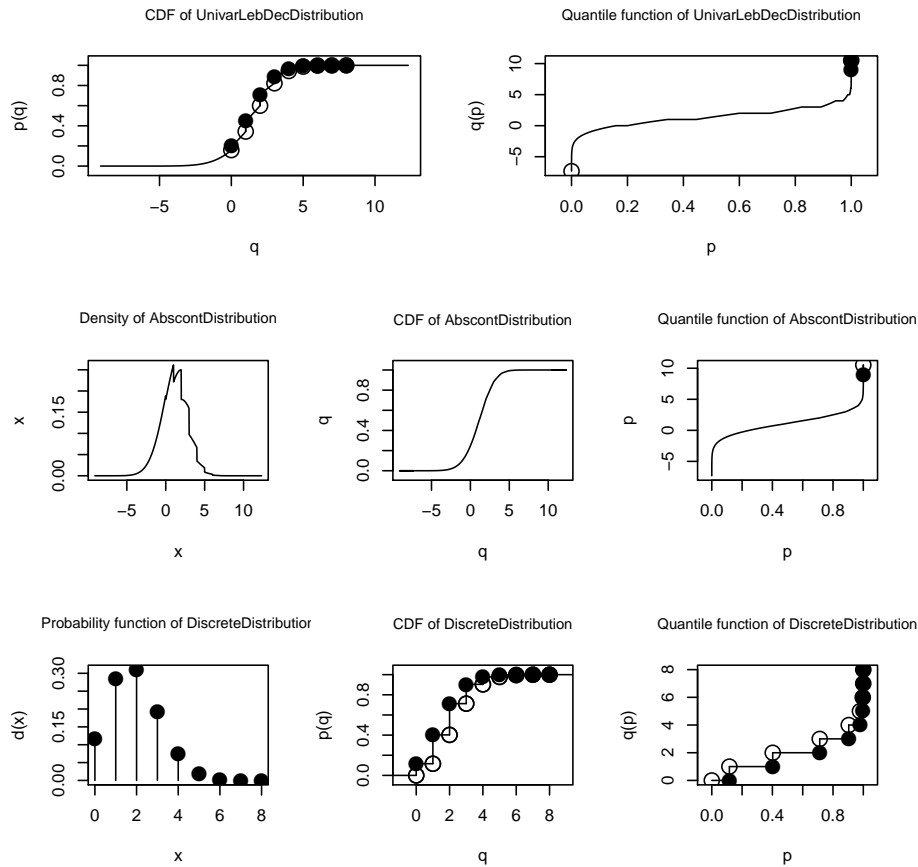 CDF of UnivarLebDecDistribution
p(q)
0.0 0.4 0.8
−5 0 5 10
q
Quantile function of UnivarLebDecDistribution
q(p)
−5 0 5 10
0.0 0.2 0.4 0.6 0.8 1.0
p
Density of AbscontDistribution
x
0.00 0.15
−5 0 5 10
x
CDF of AbscontDistribution
q
0.0 0.4 0.8
−5 0 5 10
q
Quantile function of AbscontDistribution
p
−5 0 5 10
0.0 0.4 0.8
p
Probability function of DiscreteDistribution
d(x)
0.00 0.15 0.30
0 2 4 6 8
x
CDF of DiscreteDistribution
p(q)
0.0 0.4 0.8
0 2 4 6 8
q
Quantile function of DiscreteDistribution
q(p)
0 2 4 6 8
0.0 0.4 0.8
p